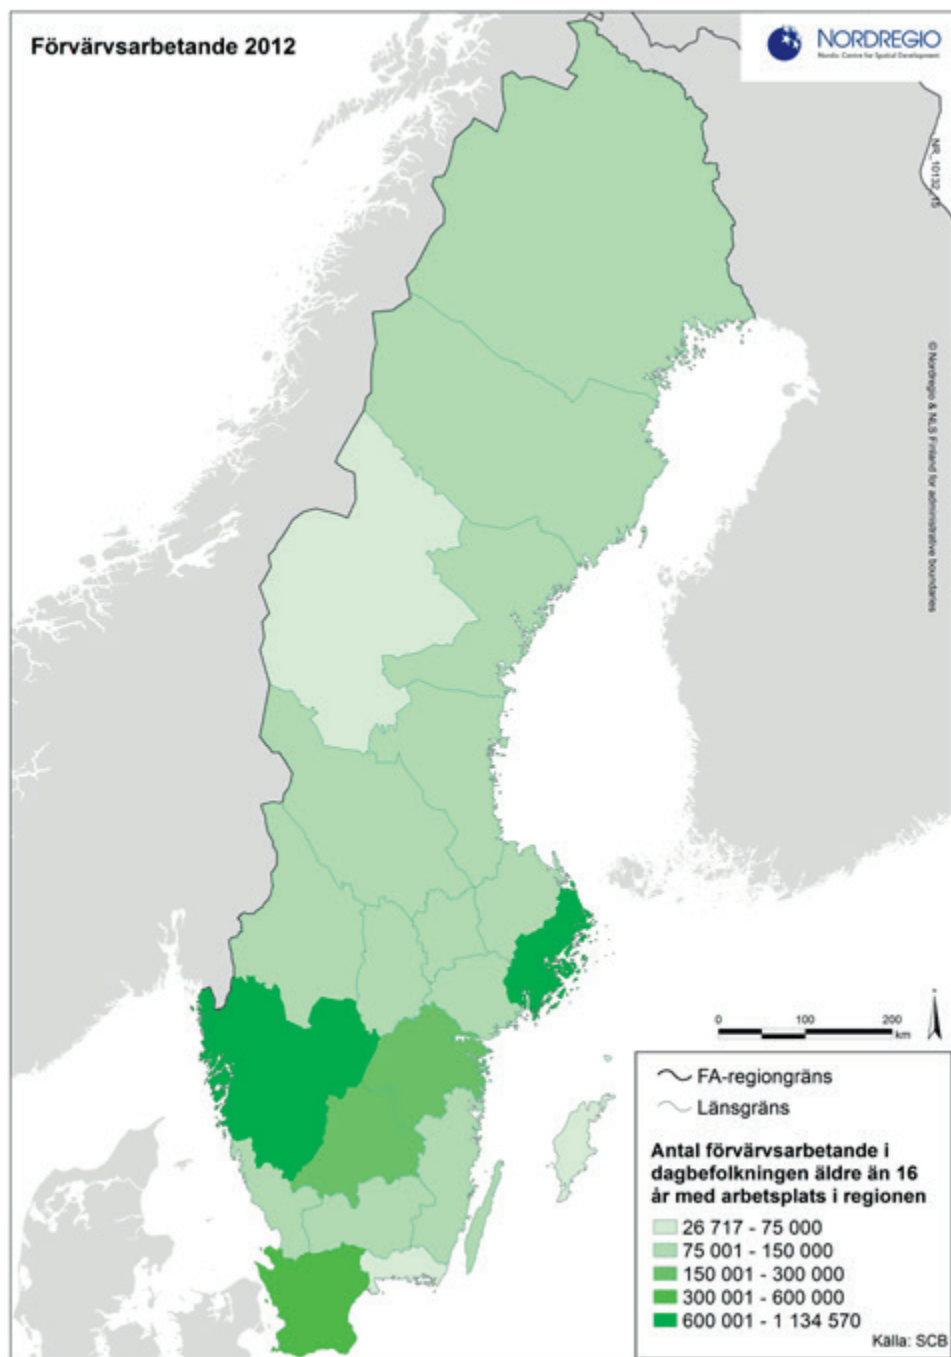 Förvärvsarbetande 2012
NORDREGIO
Nordic Centre for Spatial Development
NR_10132_15
© Nordregio & NLS Finland for administrative boundaries
0 100 200
km
FA-regiongräns
Länsgräns
Antal förvärvsarbetande i
dagbefolkningen äldre än 16
år med arbetsplats i regionen
26 717 - 75 000
75 001 - 150 000
150 001 - 300 000
300 001 - 600 000
600 001 - 1 134 570
Källa: SCB